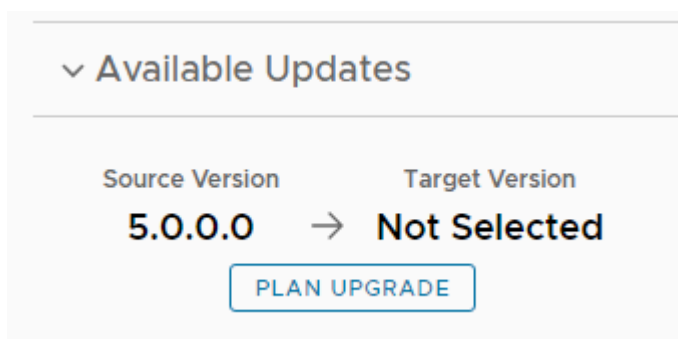 Available Updates
Source Version Target Version
5.0.0.0 → Not Selected
PLAN UPGRADE